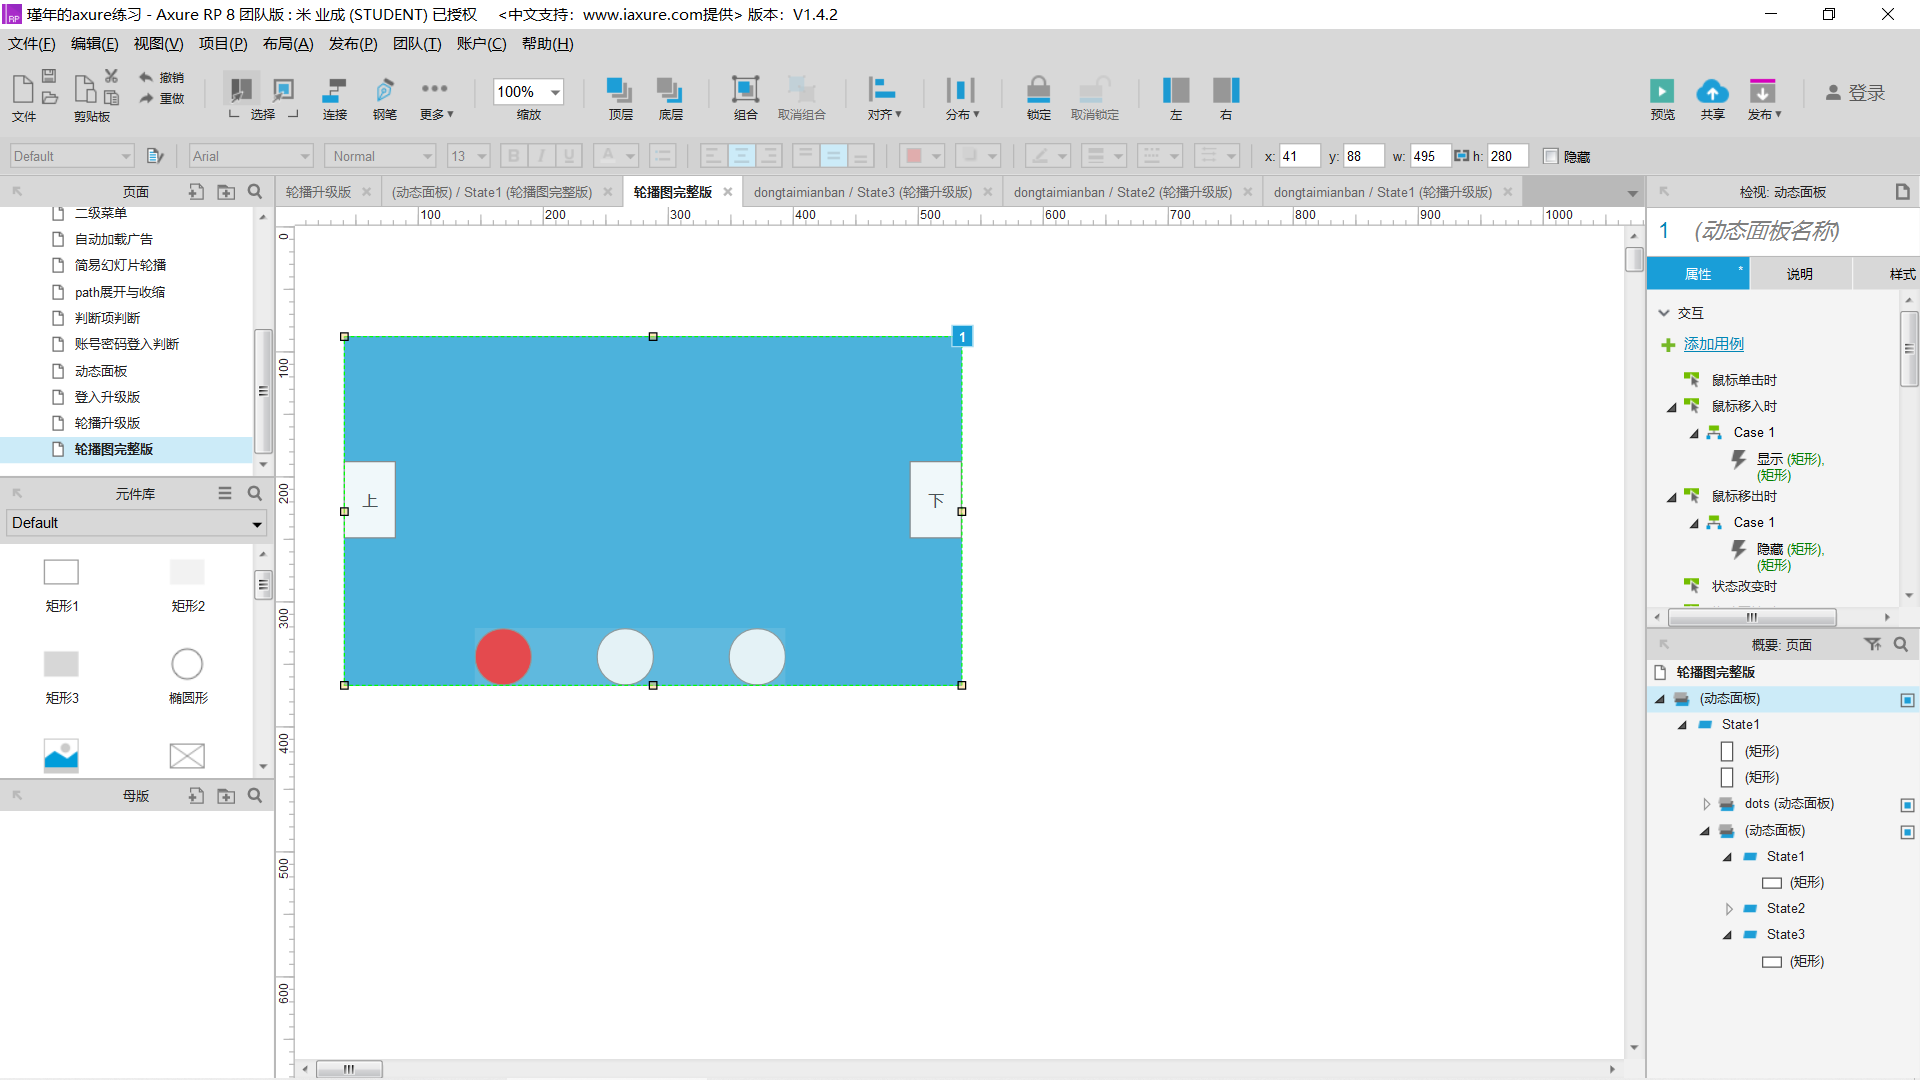 瑾年的axure练习 - Axure RP 8 团队版 : 米 业成 (STUDENT) 已授权 <中文支持：www.iaxure.com提供> 版本：V1.4.2
文件(F) 编辑(E) 视图(V) 项目(P) 布局(A) 发布(P) 团队(T) 账户(C) 帮助(H)
撤销
重做
文件 剪贴板 选择 连接 钢笔 更多 100% 缩放 顶层 底层 组合 取消组合 对齐 分布 锁定 取消锁定 左 右 预览 共享 发布 登录
Default Arial Normal 13 B I U A x: 41 y: 88 w: 495 h: 280 隐藏
页面
轮播升级版 (动态面板) / State1 (轮播图完整版) 轮播图完整版 dongtaimianban / State3 (轮播升级版) dongtaimianban / State2 (轮播升级版) dongtaimianban / State1 (轮播升级版)
100 200 300 400 500 600 700 800 900 1000
0 100 200 300 400 500 600
二级菜单
自动加载广告
简易幻灯片轮播
path展开与收缩
判断项判断
账号密码登入判断
动态面板
登入升级版
轮播升级版
轮播图完整版
元件库
Default
矩形1 矩形2
矩形3 椭圆形
母版
1
上 下
检视: 动态面板
1 (动态面板名称)
属性 * 说明 样式
交互
添加用例
鼠标单击时
鼠标移入时
Case 1
显示 (矩形),
(矩形)
鼠标移出时
Case 1
隐藏 (矩形),
(矩形)
状态改变时
概要: 页面
轮播图完整版
(动态面板)
State1
(矩形)
(矩形)
dots (动态面板)
(动态面板)
State1
(矩形)
State2
State3
(矩形)